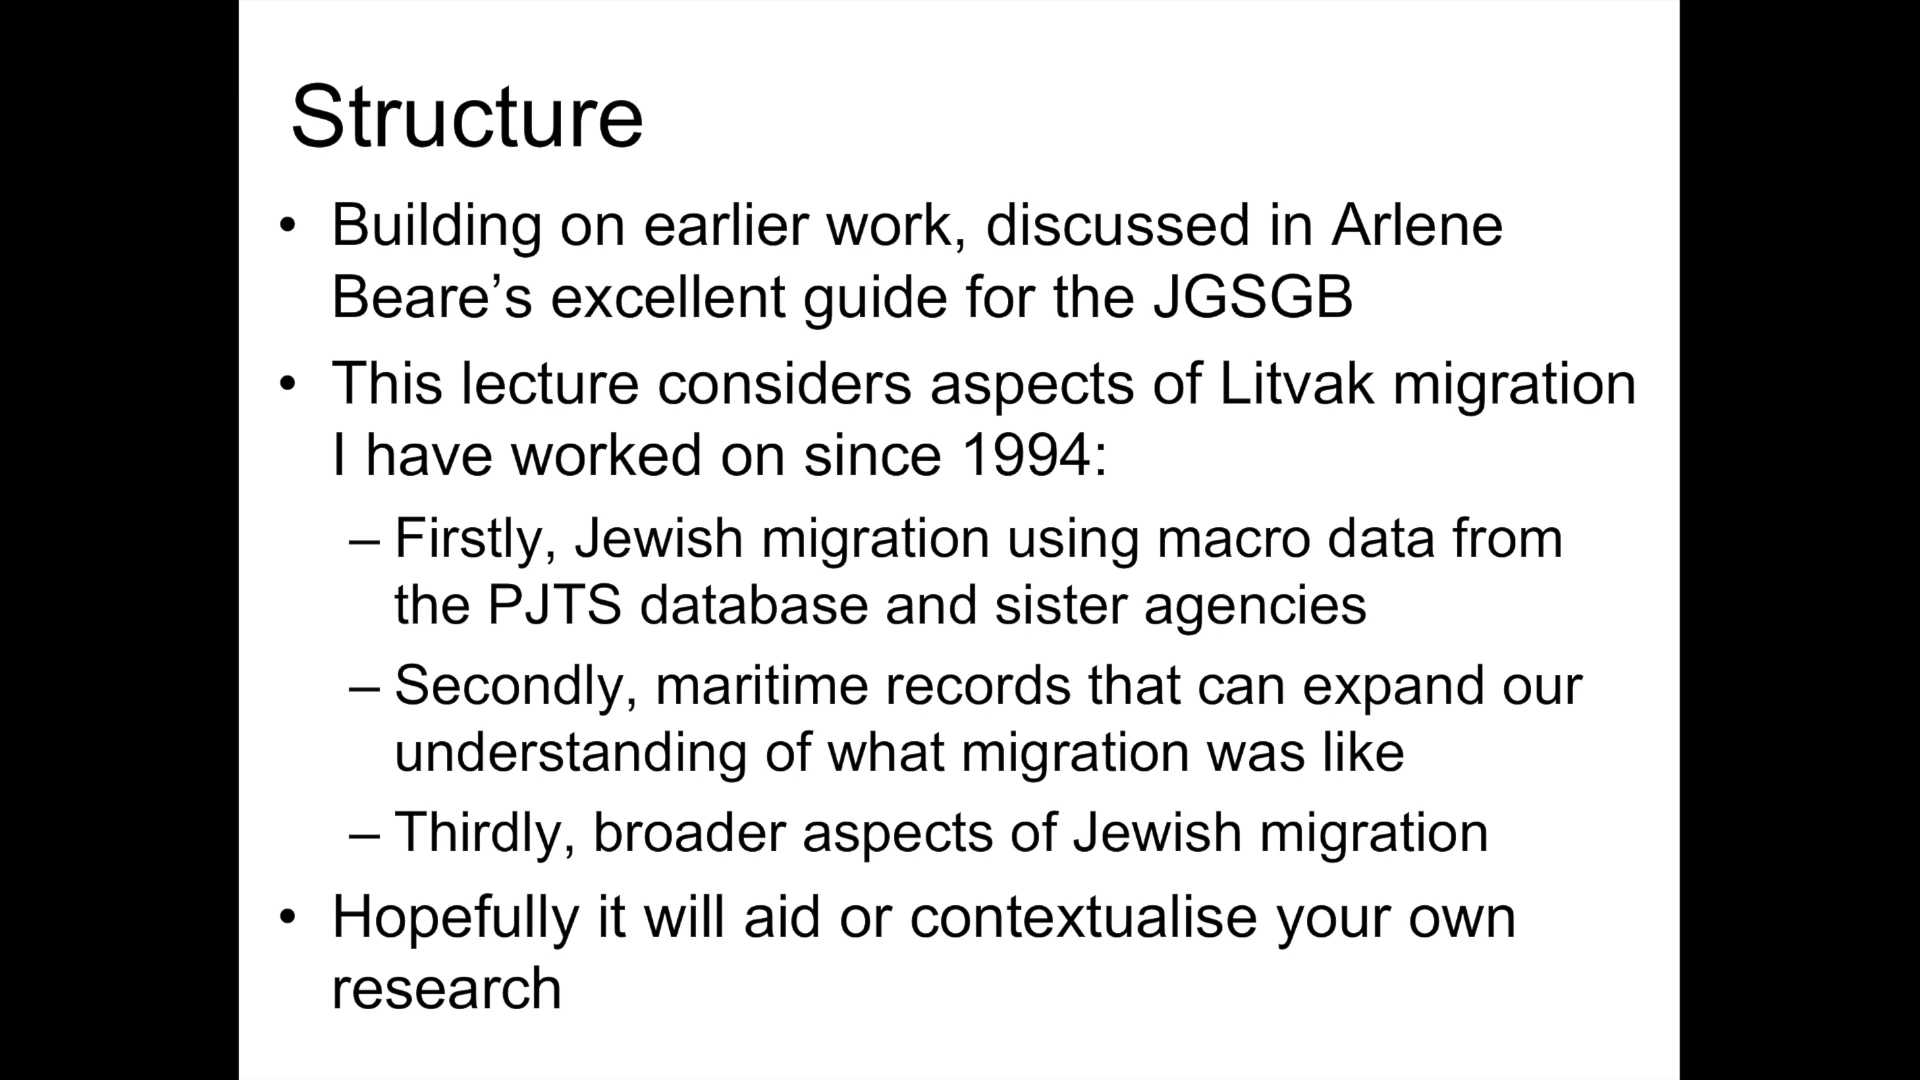 Structure
• Building on earlier work, discussed in Arlene
Beare’s excellent guide for the JGSGB
• This lecture considers aspects of Litvak migration
I have worked on since 1994:
– Firstly, Jewish migration using macro data from
the PJTS database and sister agencies
– Secondly, maritime records that can expand our
understanding of what migration was like
– Thirdly, broader aspects of Jewish migration
• Hopefully it will aid or contextualise your own
research